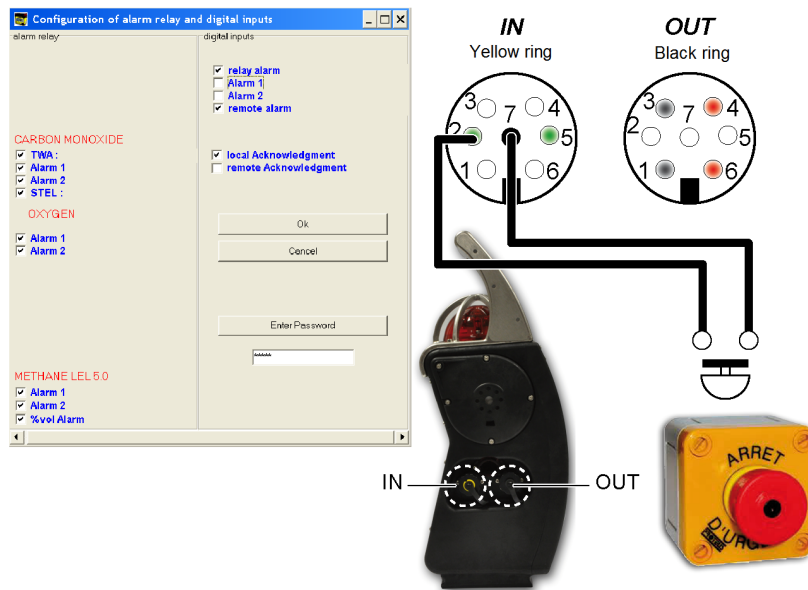 Configuration of alarm relay and digital inputs
alarm relay
digital inputs
relay alarm
Alarm 1
Alarm 2
remote alarm
CARBON MONOXIDE
TWA :
Alarm 1
Alarm 2
STEL :
local Acknowledgment
remote Acknowledgment
OXYGEN
Alarm 1
Alarm 2
Ok
Cancel
Enter Password
*****
METHANE LEL 5.0
Alarm 1
Alarm 2
%vol Alarm
IN
Yellow ring
3 7 4
2 5
1 6
OUT
Black ring
3 7 4
2 5
1 6
IN
OUT
ARRET
D'URGE